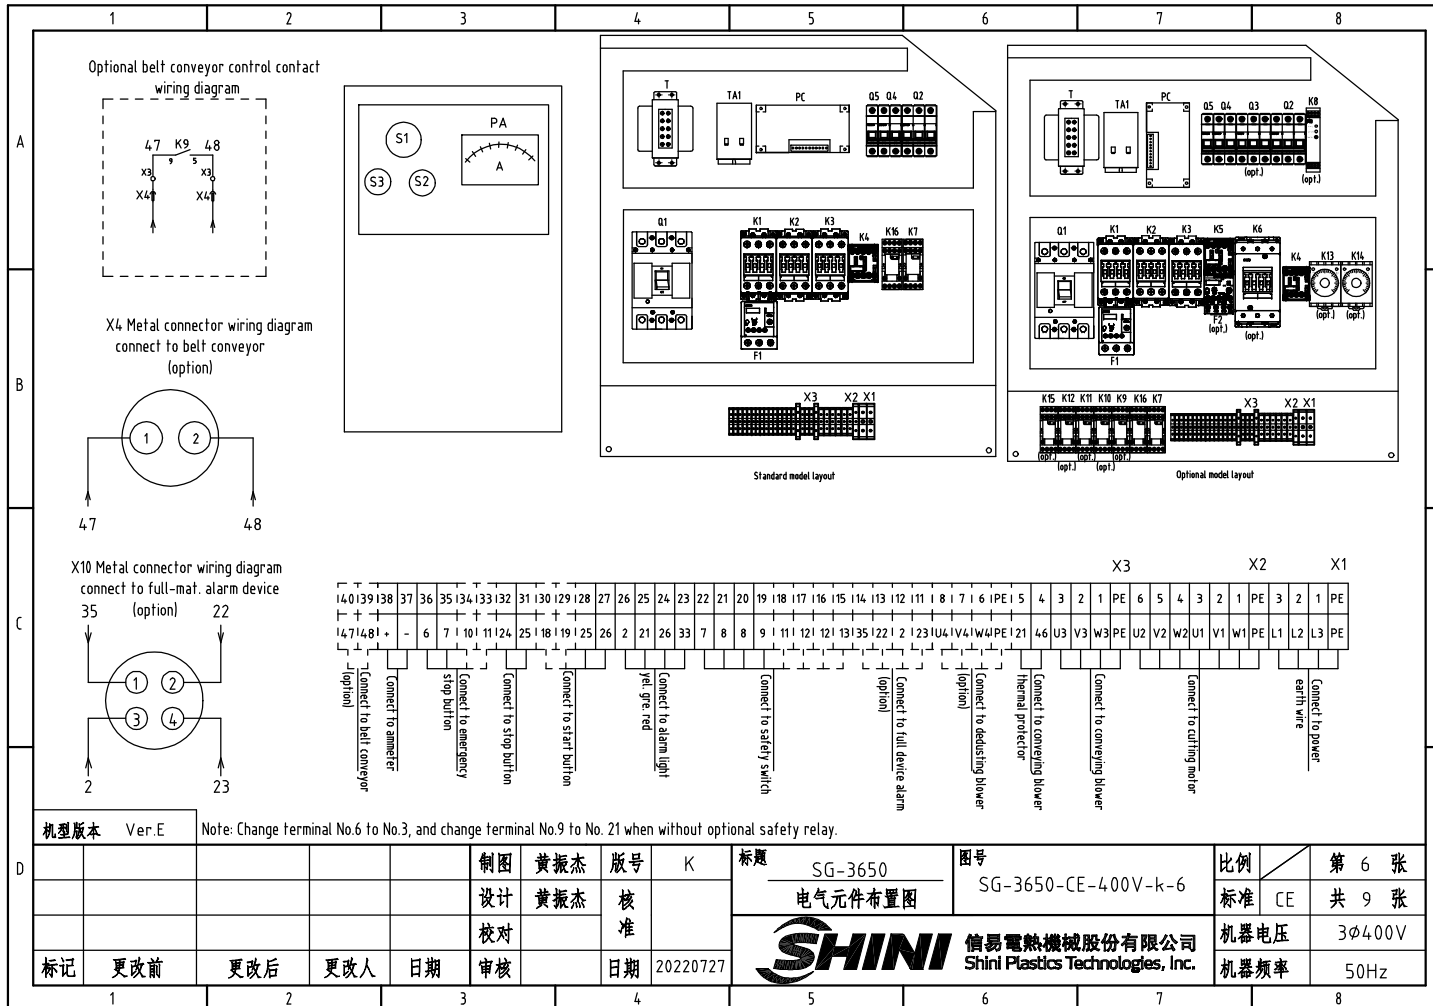 1 2 3 4 5 6 7 8
A
B
C
D
Optional belt conveyor control contact
wiring diagram
47 K9 48
9 5
X3 X3
X4 X4
X4 Metal connector wiring diagram
connect to belt conveyor
(option)
1 2
47 48
X10 Metal connector wiring diagram
connect to full-mat. alarm device
(option)
35 22
1 2
3 4
2 23
S1
S3 S2
PA
A
T TA1 PC Q5 Q4 Q2
Q1 K1 K2 K3 K4 K16 K7
F1
X3 X2 X1
Standard model layout
T TA1 PC Q5 Q4 Q3 Q2 K8
(opt.) (opt.)
Q1 K1 K2 K3 K5 K6 K4 K13 K14
F1 F2
(opt.) (opt.) (opt.) (opt.)
K15 K12 K11 K10 K9 K16 K7
(opt.) (opt.) (opt.) (opt.) (opt.)
X3 X2 X1
Optional model layout
X3 X2 X1
40 39 38 37 36 35 34 33 32 31 30 29 28 27 26 25 24 23 22 21 20 19 18 17 16 15 14 13 12 11 8 7 6 PE 5 4 3 2 1 PE 6 5 4 3 2 1 PE 3 2 1 PE
47 48 + - 6 7 10 11 24 25 18 19 25 26 2 21 26 33 7 8 8 9 11 12 12 13 35 22 2 23 U4 V4 W4 PE 21 46 U3 V3 W3 PE U2 V2 W2 U1 V1 W1 PE L1 L2 L3 PE
Connect to belt conveyor
(option)
Connect to ammeter
Connect to emergency
stop button
Connect to stop button
Connect to start button
Connect to alarm light
yel. gre. red
Connect to safety switch
Connect to full device alarm
(option)
Connect to dedusting blower
(option)
Connect to conveying blower
thermal protector
Connect to conveying blower
Connect to cutting motor
Connect to power
earth wire
机型版本 Ver.E
Note: Change terminal No.6 to No.3, and change terminal No.9 to No. 21 when without optional safety relay.
制图 黄振杰 版号 K
设计 黄振杰 核准
校对
标记 更改前 更改后 更改人 日期 审核 日期 20220727
标题 SG-3650
电气元件布置图
图号 SG-3650-CE-400V-k-6
SHINI
信易電熱機械股份有限公司
Shini Plastics Technologies, Inc.
比例 第 6 张
标准 CE 共 9 张
机器电压 3Φ400V
机器频率 50Hz
1 2 3 4 5 6 7 8